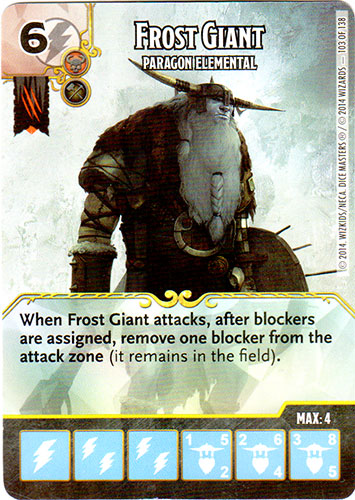 6
FROST GIANT
PARAGON ELEMENTAL
© 2014. WIZKIDS/NECA. DICE MASTERS ® / © 2014 WIZARDS — 103 OF 138
When Frost Giant attacks, after blockers
are assigned, remove one blocker from the
attack zone (it remains in the field).
MAX: 4
1 5 2 2 6 4 3 8 5